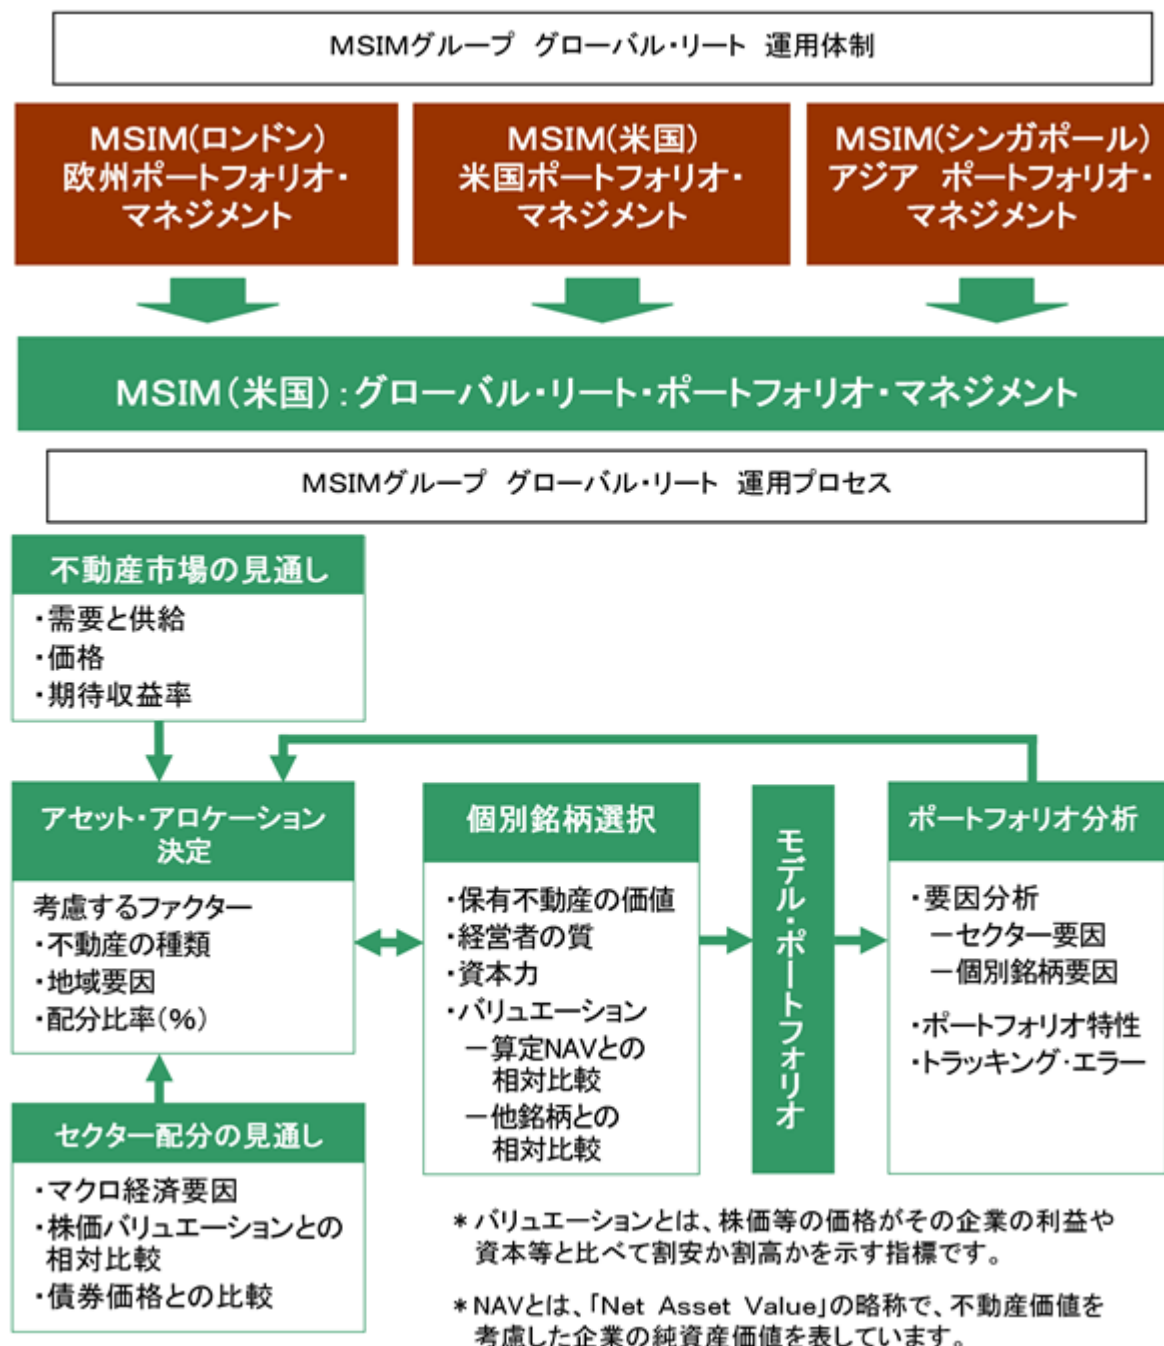 MSIMグループ グローバル・リート 運用体制
MSIM(ロンドン)
欧州ポートフォリオ・
マネジメント
MSIM(米国)
米国ポートフォリオ・
マネジメント
MSIM(シンガポール)
アジア ポートフォリオ・
マネジメント
MSIM(米国):グローバル・リート・ポートフォリオ・マネジメント
MSIMグループ グローバル・リート 運用プロセス
不動産市場の見通し
・需要と供給
・価格
・期待収益率
アセット・アロケーション
決定
考慮するファクター
・不動産の種類
・地域要因
・配分比率(%)
セクター配分の見通し
・マクロ経済要因
・株価バリュエーションとの
相対比較
・債券価格との比較
個別銘柄選択
・保有不動産の価値
・経営者の質
・資本力
・バリュエーション
－算定NAVとの
相対比較
－他銘柄との
相対比較
モデル・ポートフォリオ
ポートフォリオ分析
・要因分析
－セクター要因
－個別銘柄要因
・ポートフォリオ特性
・トラッキング・エラー
＊バリュエーションとは、株価等の価格がその企業の利益や
資本等と比べて割安か割高かを示す指標です。
＊NAVとは、「Net Asset Value」の略称で、不動産価値を
考慮した企業の純資産価値を表しています。